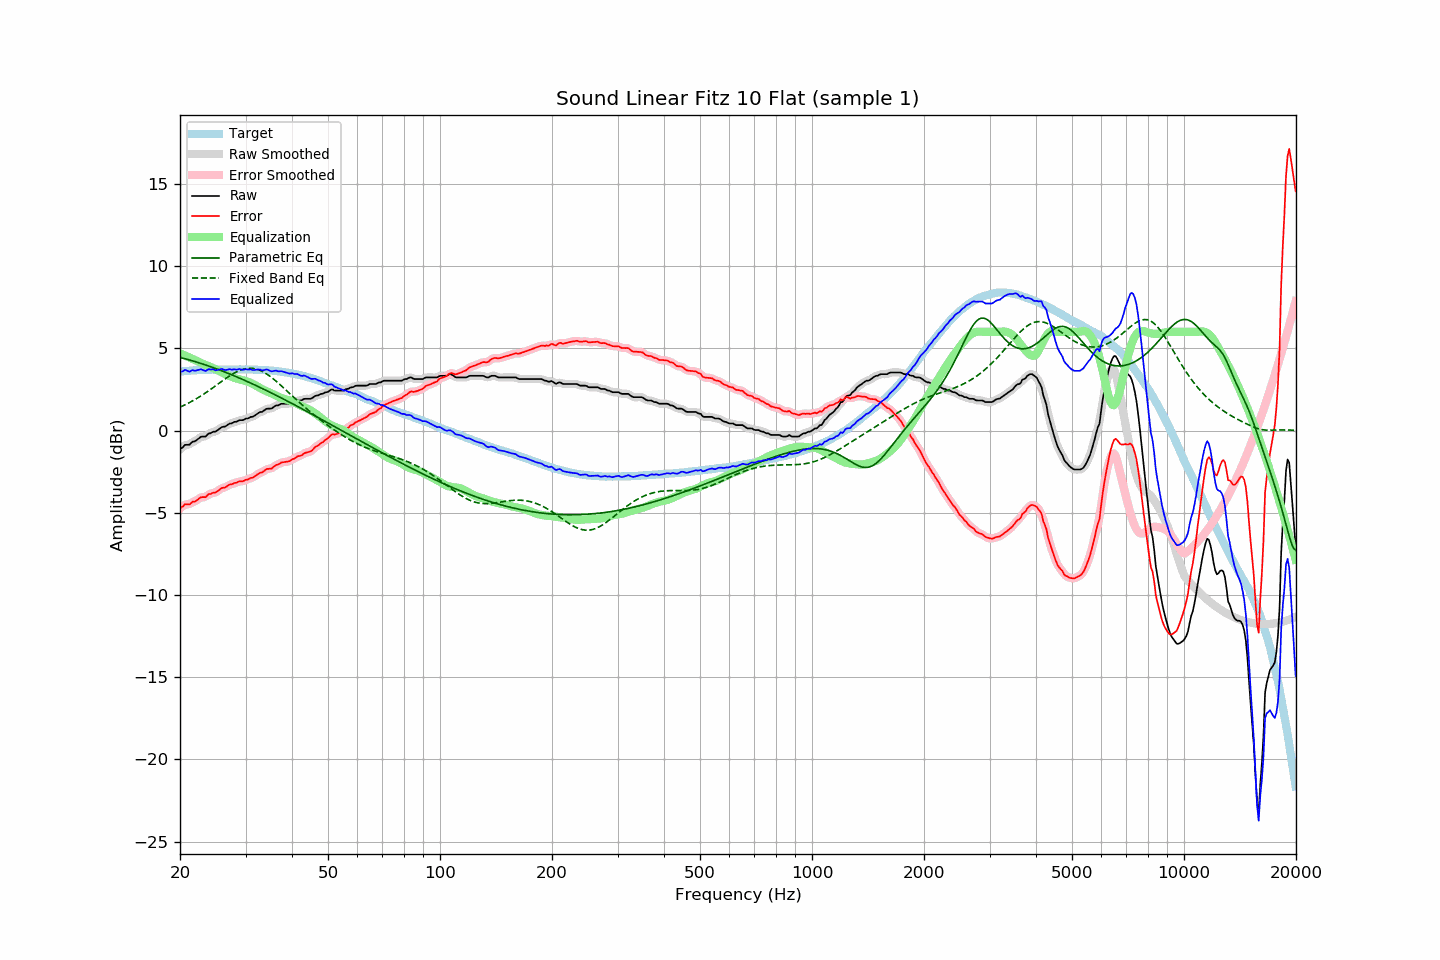 Sound Linear Fitz 10 Flat (sample 1)
Target
Raw Smoothed
Error Smoothed
Raw
Error
Equalization
Parametric Eq
Fixed Band Eq
Equalized
15
10
5
0
−5
−10
−15
−20
−25
Amplitude (dBr)
20 50 100 200 500 1000 2000 5000 10000 20000
Frequency (Hz)